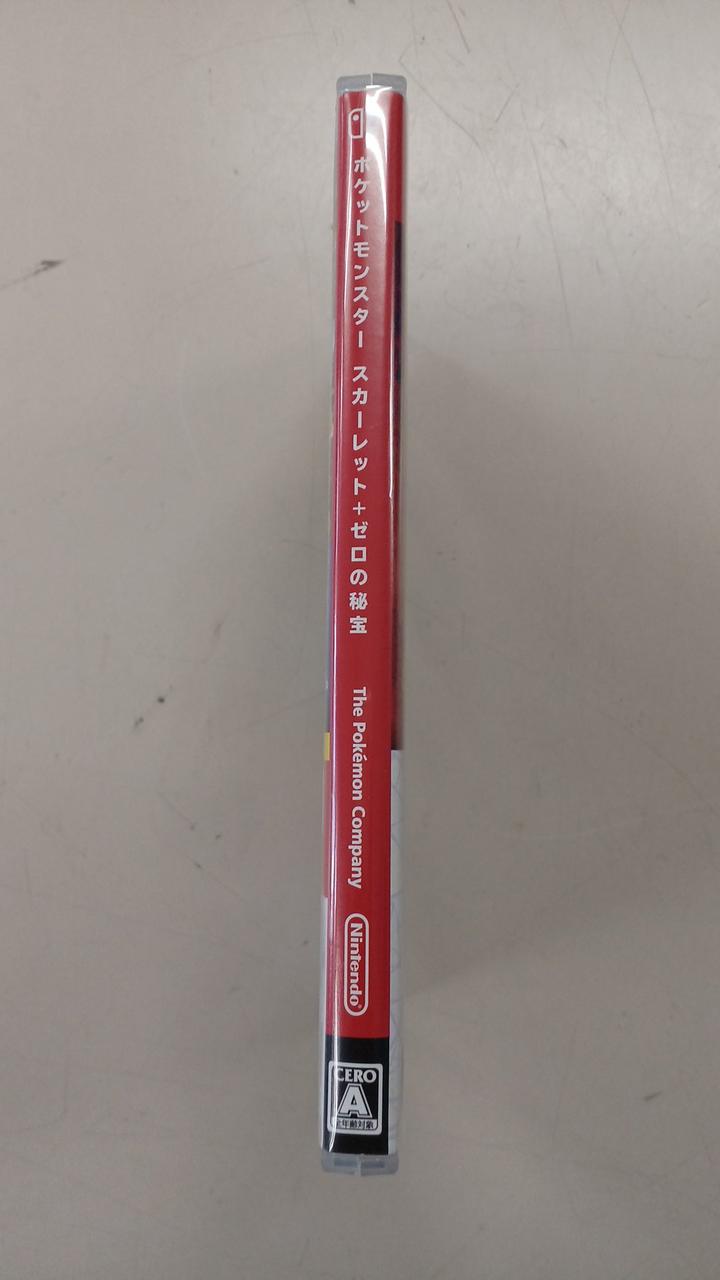 ポケットモンスター スカーレット+ゼロの秘宝
The Pokémon Company
Nintendo®
CERO
A
全年齢対象